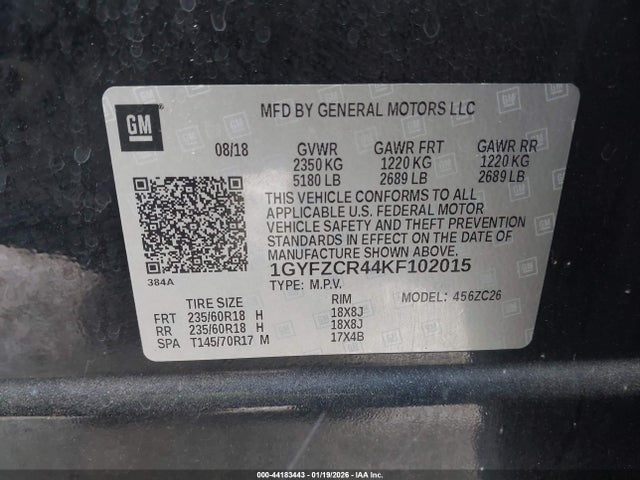 GM
MFD BY GENERAL MOTORS LLC
08/18 GVWR GAWR FRT GAWR RR
2350 KG 1220 KG 1220 KG
5180 LB 2689 LB 2689 LB
THIS VEHICLE CONFORMS TO ALL
APPLICABLE U.S. FEDERAL MOTOR
VEHICLE SAFETY AND THEFT PREVENTION
STANDARDS IN EFFECT ON THE DATE OF
MANUFACTURE SHOWN ABOVE.
384A
1GYFZCR44KF102015
TYPE: M.P.V. MODEL: 456ZC26
TIRE SIZE RIM
FRT 235/60R18 H 18X8J
RR 235/60R18 H 18X8J
SPA T145/70R17 M 17X4B
000-44183443 - 01/19/2026 - IAAI.COM